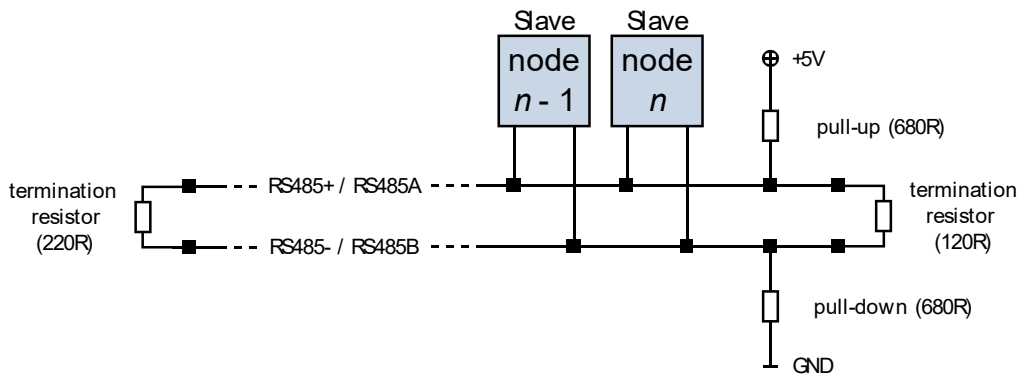 Slave
Slave
node
n - 1
node
n
+5V
pull-up (680R)
termination
resistor
(220R)
RS485+ / RS485A
RS485- / RS485B
termination
resistor
(120R)
pull-down (680R)
GND